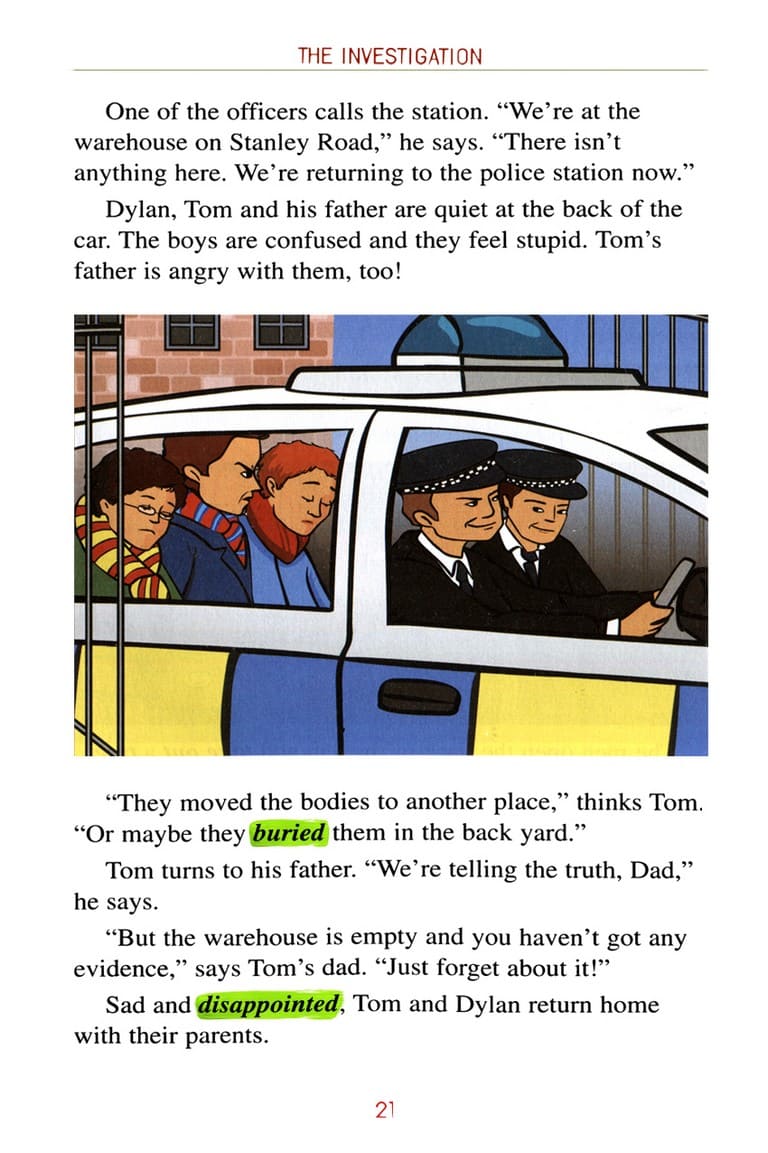 THE INVESTIGATION
One of the officers calls the station. “We’re at the
warehouse on Stanley Road,” he says. “There isn’t
anything here. We’re returning to the police station now.”
Dylan, Tom and his father are quiet at the back of the
car. The boys are confused and they feel stupid. Tom’s
father is angry with them, too!
“They moved the bodies to another place,” thinks Tom.
“Or maybe they buried them in the back yard.”
Tom turns to his father. “We’re telling the truth, Dad,”
he says.
“But the warehouse is empty and you haven’t got any
evidence,” says Tom’s dad. “Just forget about it!”
Sad and disappointed, Tom and Dylan return home
with their parents.
21